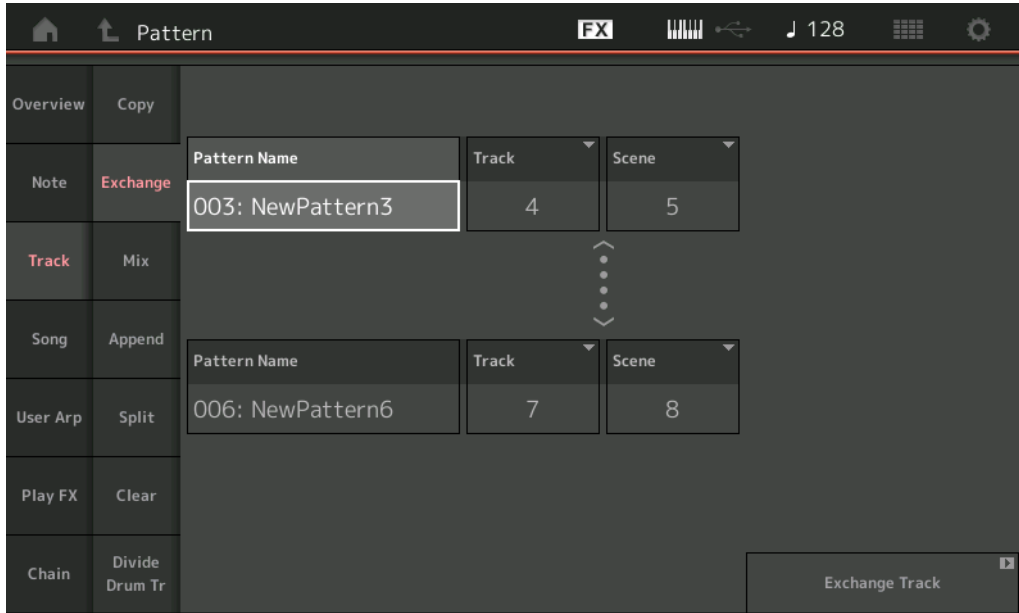 Pattern
FX
♩ 128
Overview
Copy
Note
Exchange
Track
Mix
Song
Append
User Arp
Split
Play FX
Clear
Chain
Divide
Drum Tr
Pattern Name
Track
Scene
003: NewPattern3
4
5
Pattern Name
Track
Scene
006: NewPattern6
7
8
Exchange Track